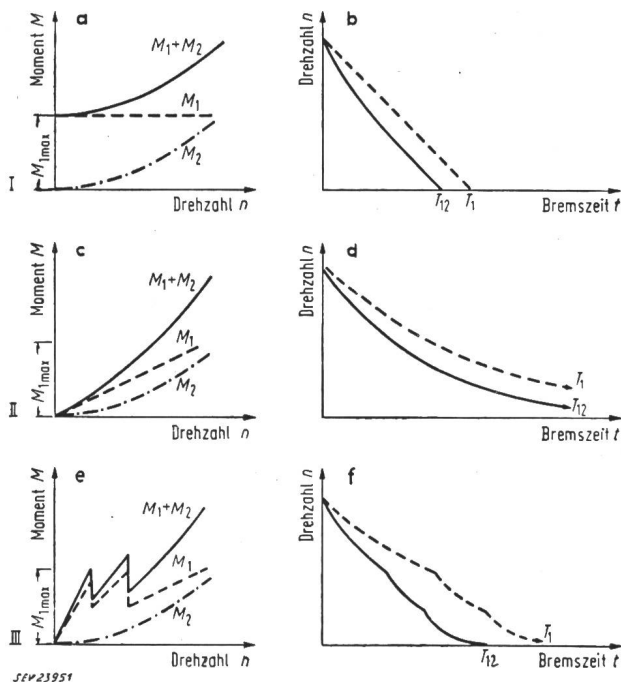 a
Moment M
M1+M2
M1
M1max
M2
I
Drehzahl n
b
Drehzahl n
T12
T1
Bremszeit t
c
Moment M
M1+M2
M1
M1max
M2
II
Drehzahl n
d
Drehzahl n
T1
T12
Bremszeit t
e
Moment M
M1+M2
M1
M1max
M2
III
Drehzahl n
f
Drehzahl n
T1
T12
Bremszeit t
SEV23951